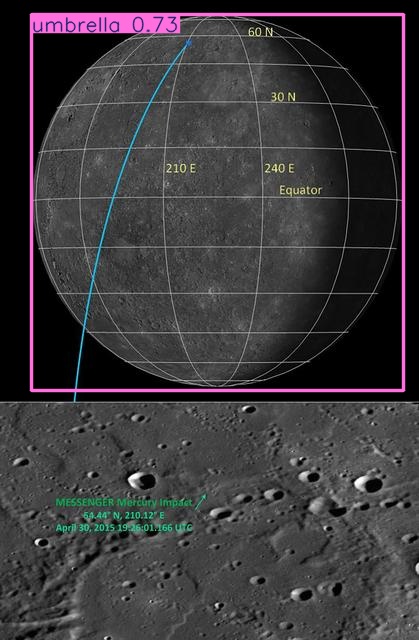 umbrella 0.73
60 N
30 N
210 E
240 E
Equator
MESSENGER Mercury Impact
54.44° N, 210.12° E
April 30, 2015 19:26:01.166 UTC